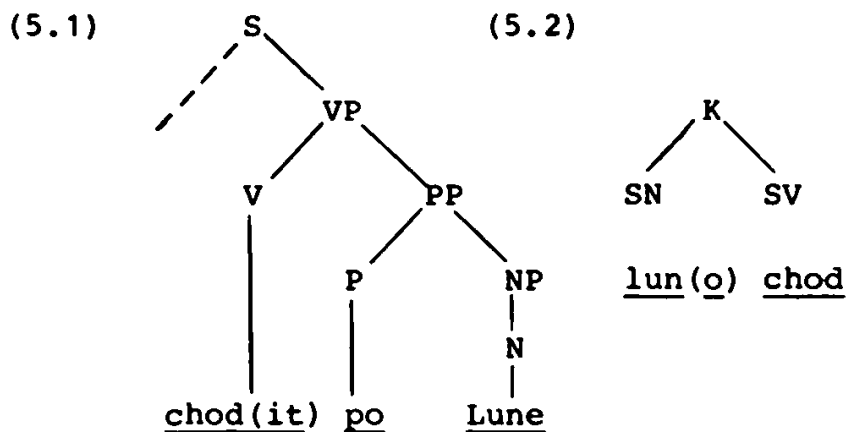 (5.1) S (5.2)
VP K
V PP SN SV
P NP lun(o) chod
N
chod(it) po Lune